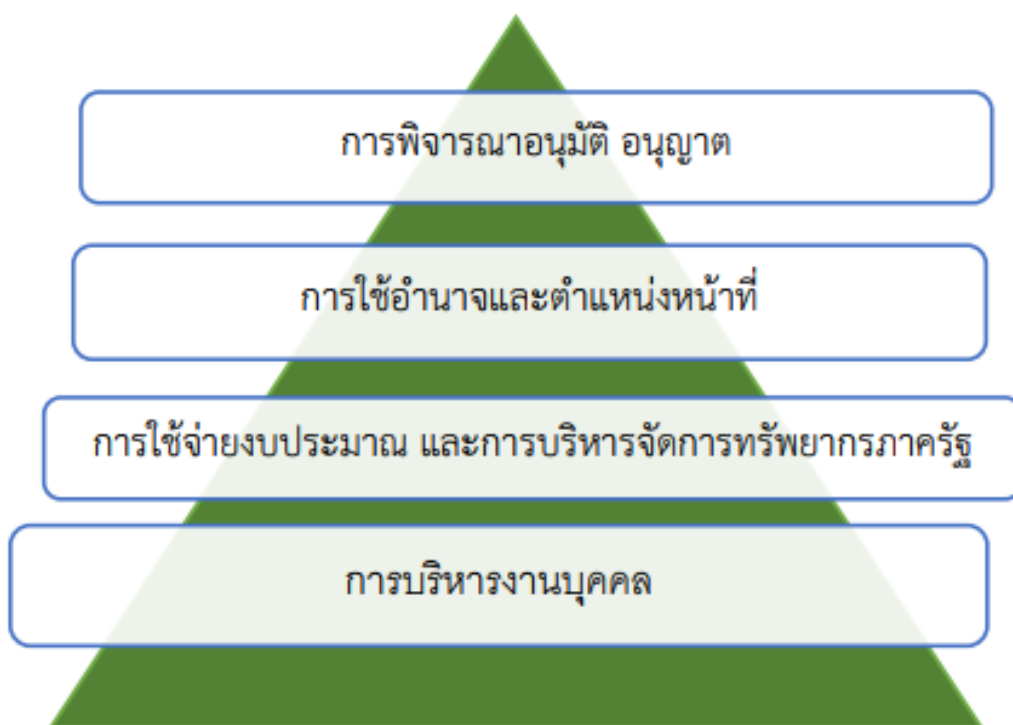 การพิจารณาอนุมัติ อนุญาต
การใช้อำนาจและตำแหน่งหน้าที่
การใช้จ่ายงบประมาณ และการบริหารจัดการทรัพยากรภาครัฐ
การบริหารงานบุคคล